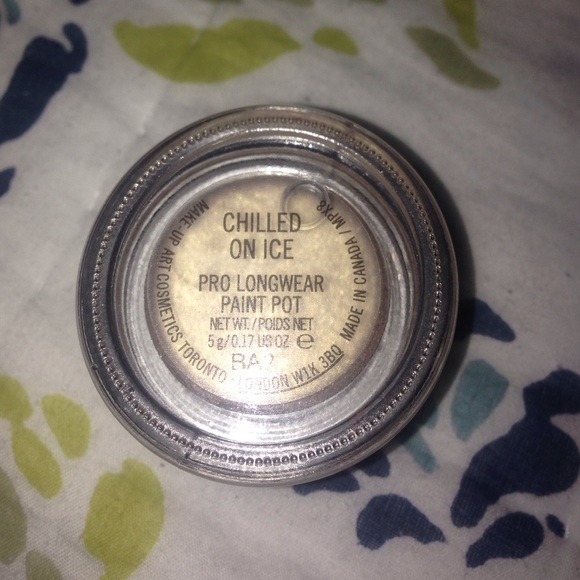 CHILLED
ON ICE
PRO LONGWEAR
PAINT POT
NET WT./POIDS NET
5 g/0.17 US OZ e
MAKE-UP ART COSMETICS TORONTO · LONDON W1K 3BQ MADE IN CANADA / MPX8